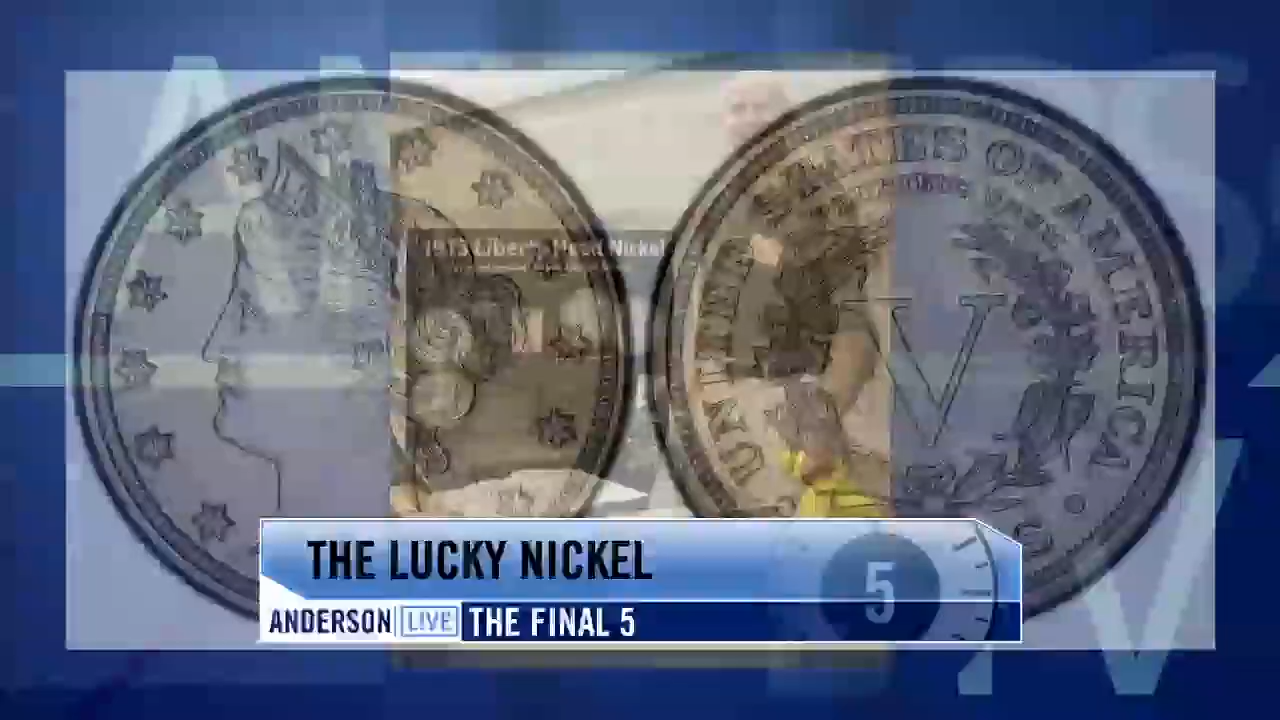 1913 Liberty Head Nickel
UNITED STATES OF AMERICA
V
THE LUCKY NICKEL
5
ANDERSON LIVE THE FINAL 5